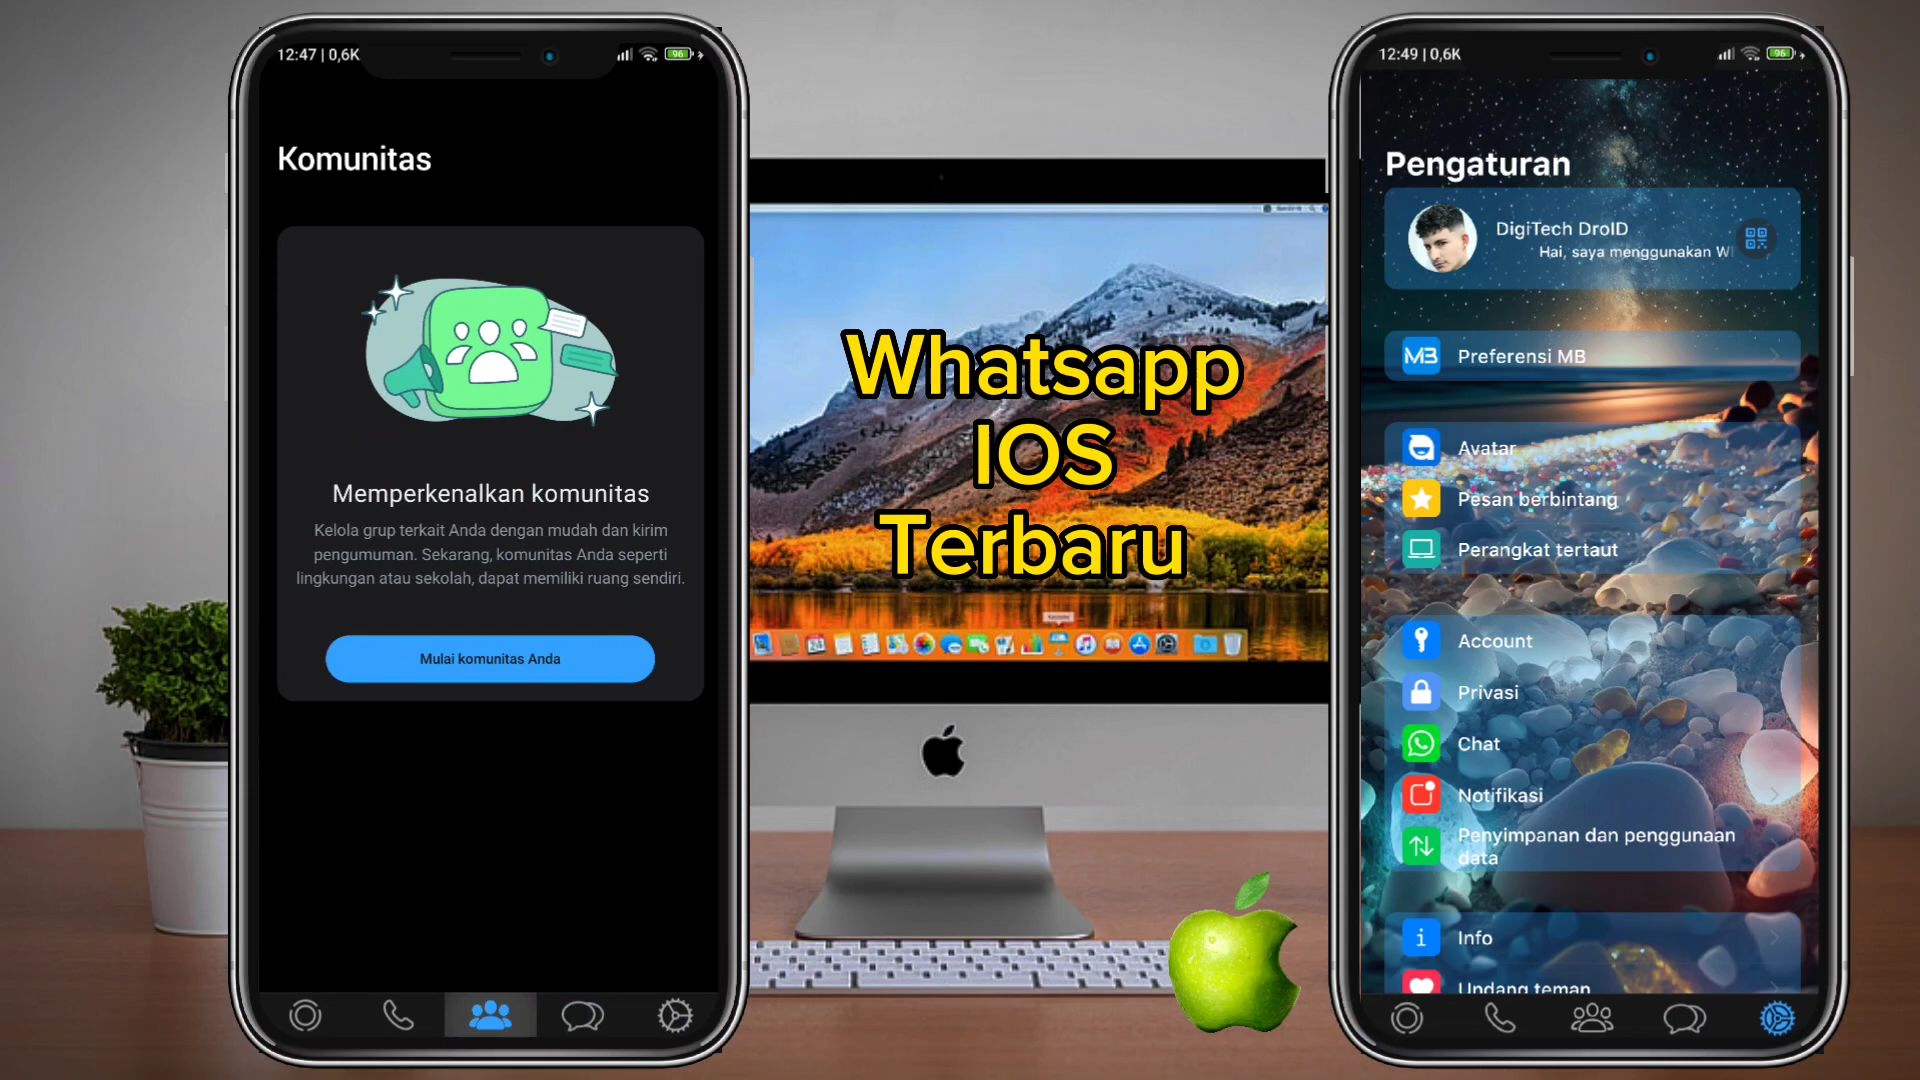 12:47 | 0,6K
96
Komunitas
Memperkenalkan komunitas
Kelola grup terkait Anda dengan mudah dan kirim
pengumuman. Sekarang, komunitas Anda seperti
lingkungan atau sekolah, dapat memiliki ruang sendiri.
Mulai komunitas Anda
Whatsapp
IOS
Terbaru
12:49 | 0,6K
96
Pengaturan
DigiTech DroID
Hai, saya menggunakan W
MB
Preferensi MB
Avatar
Pesan berbintang
Perangkat tertaut
Account
Privasi
Chat
Notifikasi
Penyimpanan dan penggunaan
data
i
Info
Undang teman